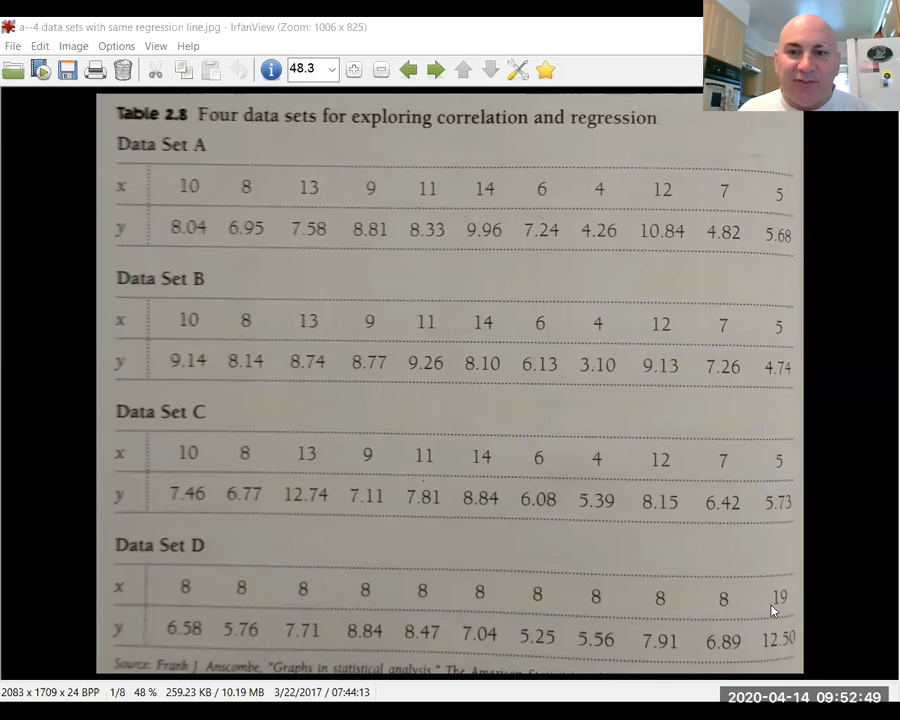 a--4 data sets with same regression line.jpg - IrfanView (Zoom: 1006 x 825)
File Edit Image Options View Help
48.3
Table 2.8 Four data sets for exploring correlation and regression
Data Set A
x 10 8 13 9 11 14 6 4 12 7 5
y 8.04 6.95 7.58 8.81 8.33 9.96 7.24 4.26 10.84 4.82 5.68
Data Set B
x 10 8 13 9 11 14 6 4 12 7 5
y 9.14 8.14 8.74 8.77 9.26 8.10 6.13 3.10 9.13 7.26 4.74
Data Set C
x 10 8 13 9 11 14 6 4 12 7 5
y 7.46 6.77 12.74 7.11 7.81 8.84 6.08 5.39 8.15 6.42 5.73
Data Set D
x 8 8 8 8 8 8 8 8 8 8 19
y 6.58 5.76 7.71 8.84 8.47 7.04 5.25 5.56 7.91 6.89 12.50
Source: Frank J. Anscombe, "Graphs in statistical analysis," The American
2083 x 1709 x 24 BPP 1/8 48 % 259.23 KB / 10.19 MB 3/22/2017 / 07:44:13
2020-04-14 09:52:49